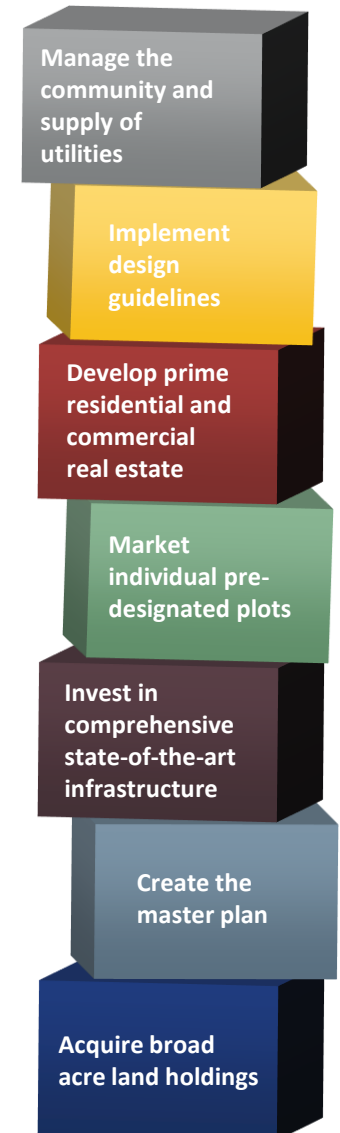 Manage the
community and
supply of
utilities
Implement
design
guidelines
Develop prime
residential and
commercial
real estate
Market
individual pre-
designated plots
Invest in
comprehensive
state-of-the-art
infrastructure
Create the
master plan
Acquire broad
acre land holdings